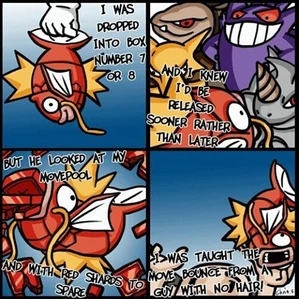 I WAS
DROPPED
INTO BOX
NUMBER 7
OR 8
AND I KNEW
I'D BE
RELEASED
SOONER RATHER
THAN LATER
BUT HE LOOKED AT MY
MOVEPOOL
AND WITH RED SHARDS TO
SPARE
I WAS TAUGHT THE
MOVE BOUNCE FROM A
GUY WITH NO HAIR!